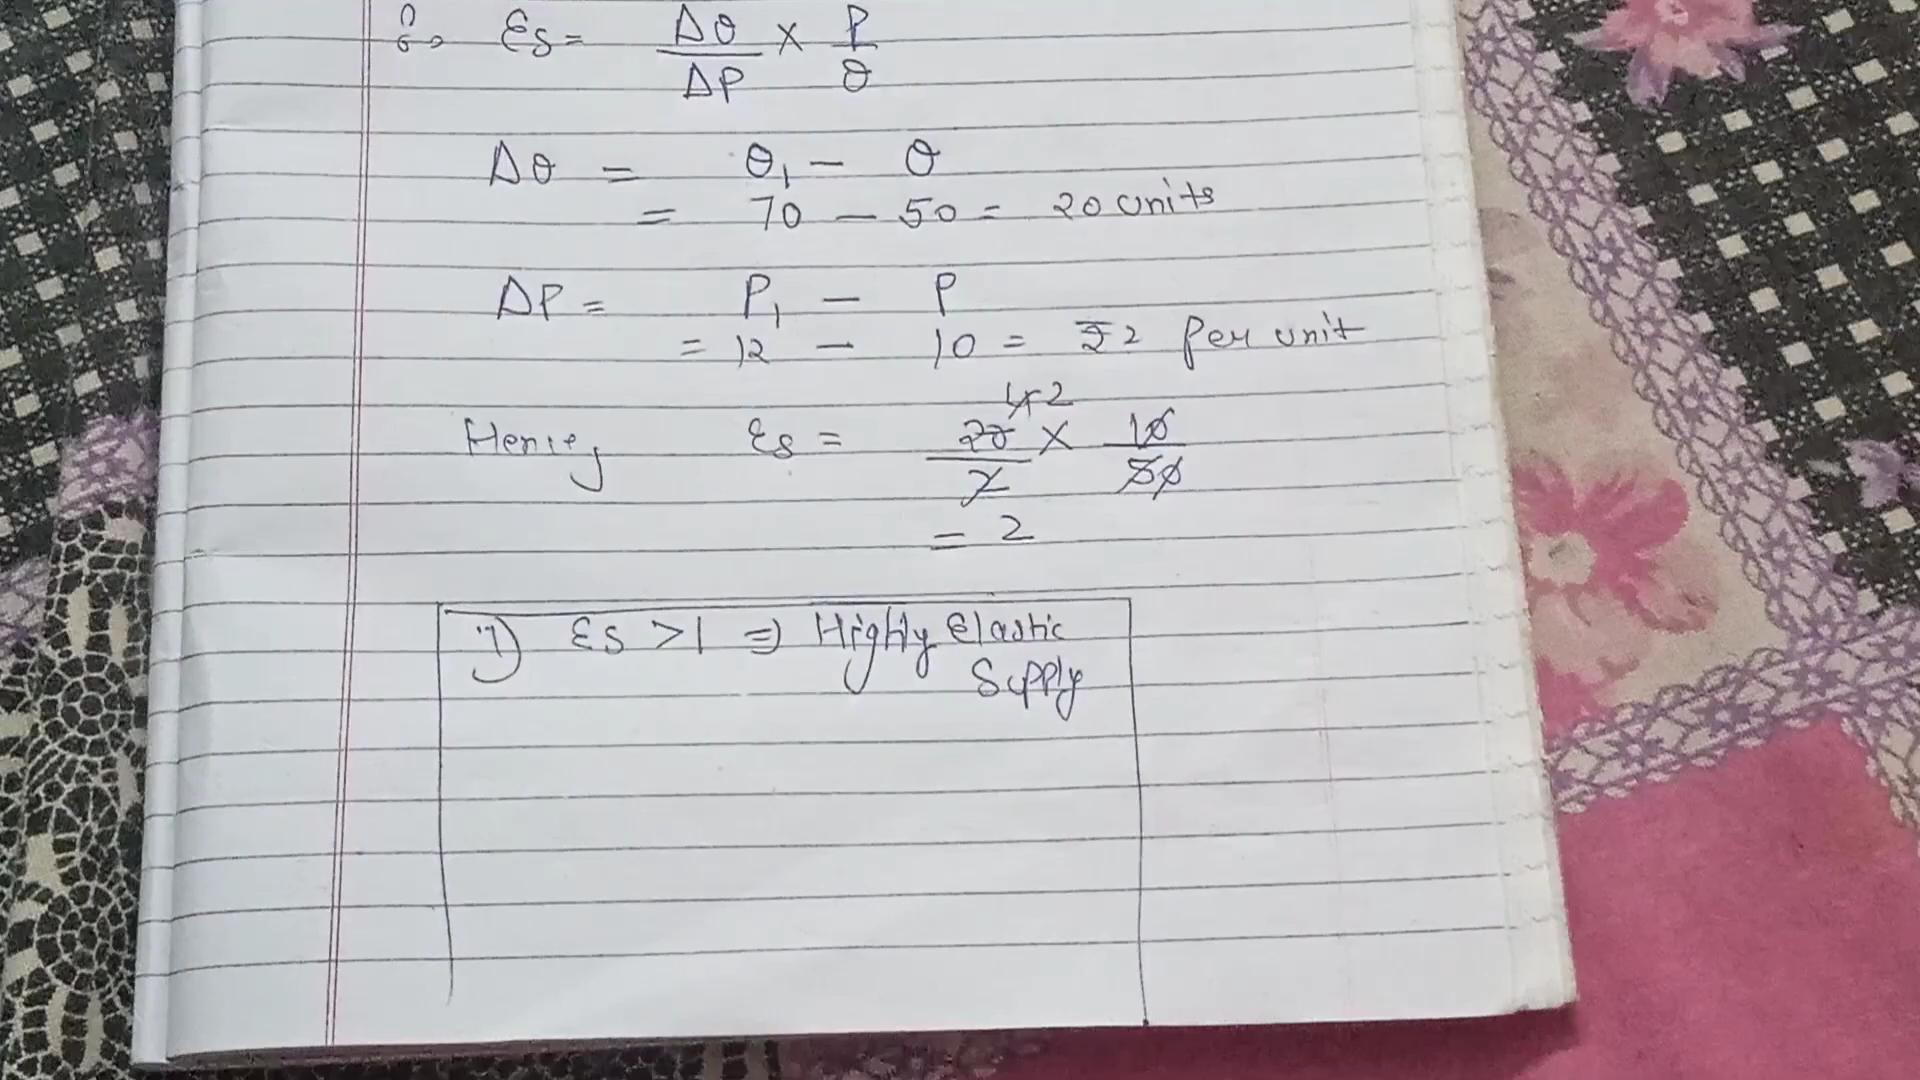 Es = ΔQ/ΔP × P/Q
ΔQ = Q₁ - Q
= 70 - 50 = 20 units
ΔP = P₁ - P
= 12 - 10 = ₹2 Per unit
Es = 20/2 × 10/50
= 2
i) Es >1 ⇒ Highly Elastic
Supply